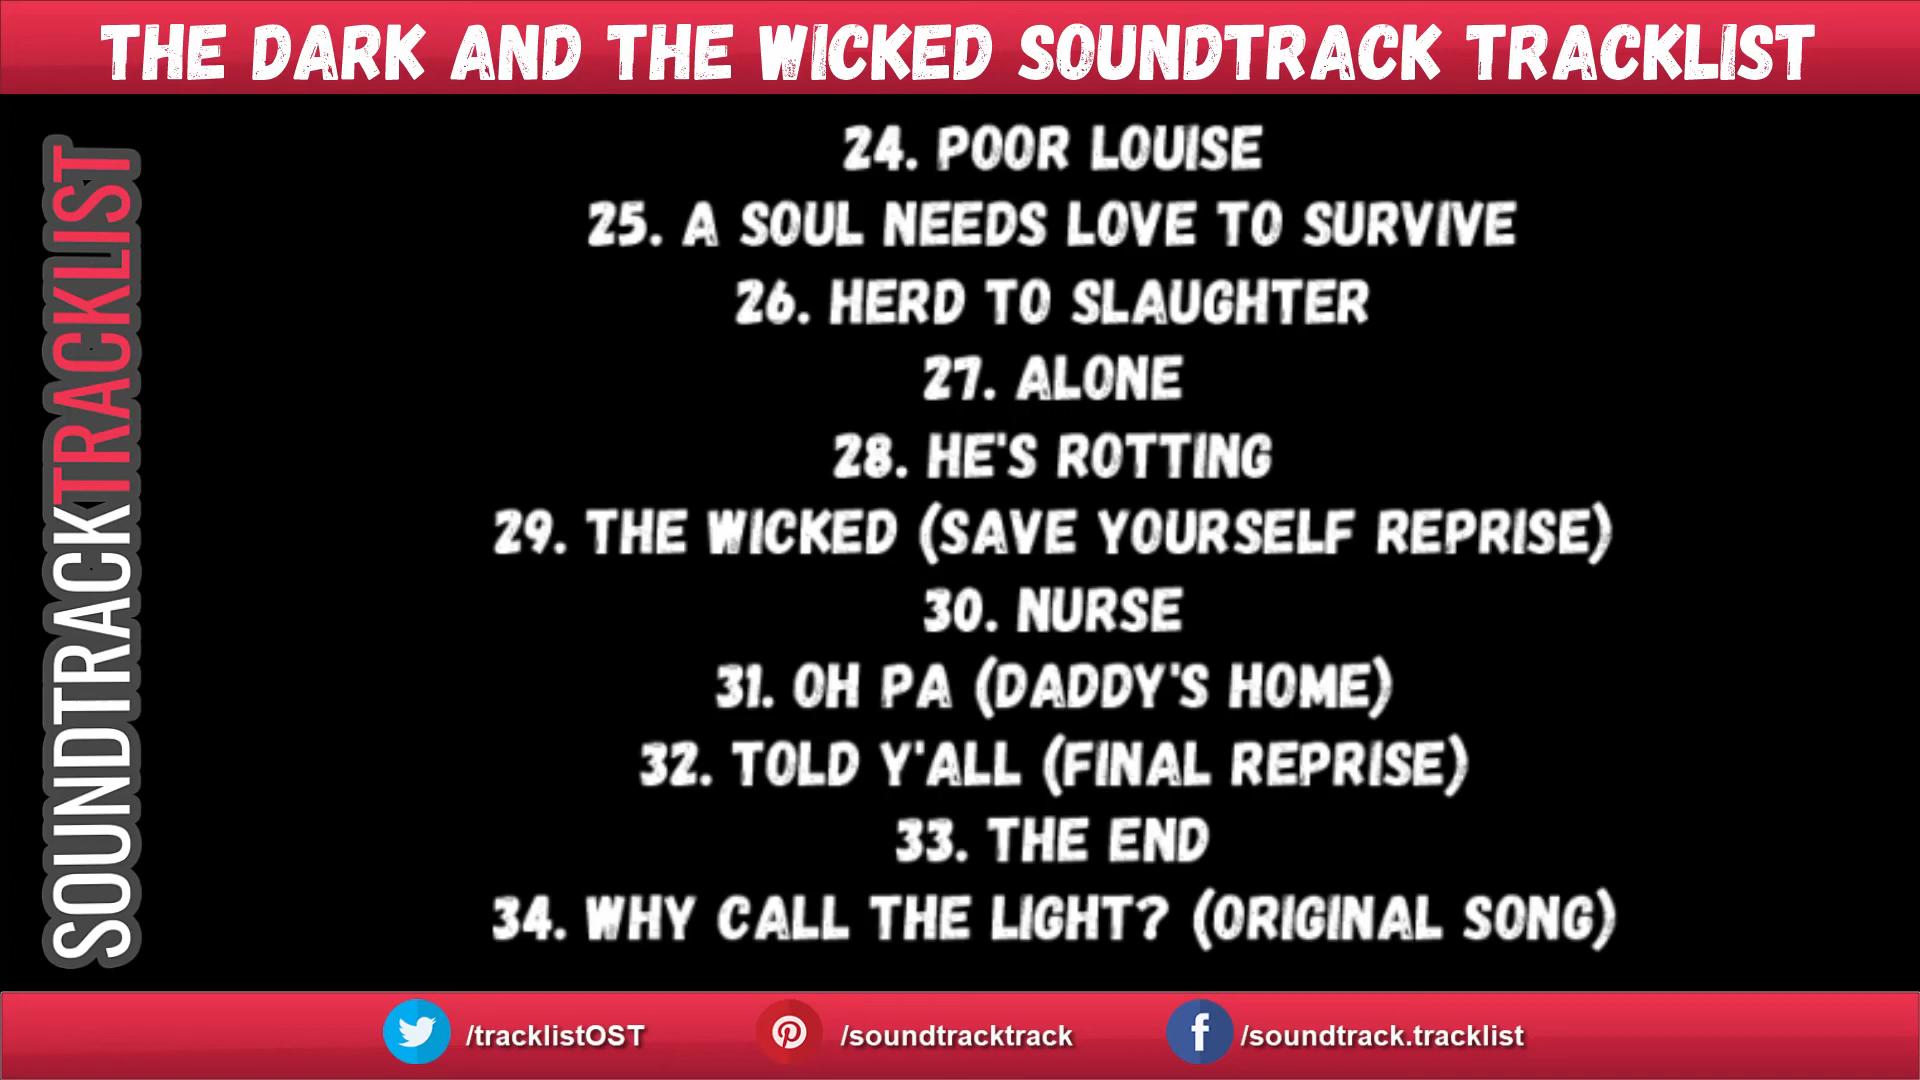 THE DARK AND THE WICKED SOUNDTRACK TRACKLIST
SOUNDTRACKTRACKLIST
24. POOR LOUISE
25. A SOUL NEEDS LOVE TO SURVIVE
26. HERD TO SLAUGHTER
27. ALONE
28. HE'S ROTTING
29. THE WICKED (SAVE YOURSELF REPRISE)
30. NURSE
31. OH PA (DADDY'S HOME)
32. TOLD Y'ALL (FINAL REPRISE)
33. THE END
34. WHY CALL THE LIGHT? (ORIGINAL SONG)
/tracklistOST
/soundtracktrack
/soundtrack.tracklist